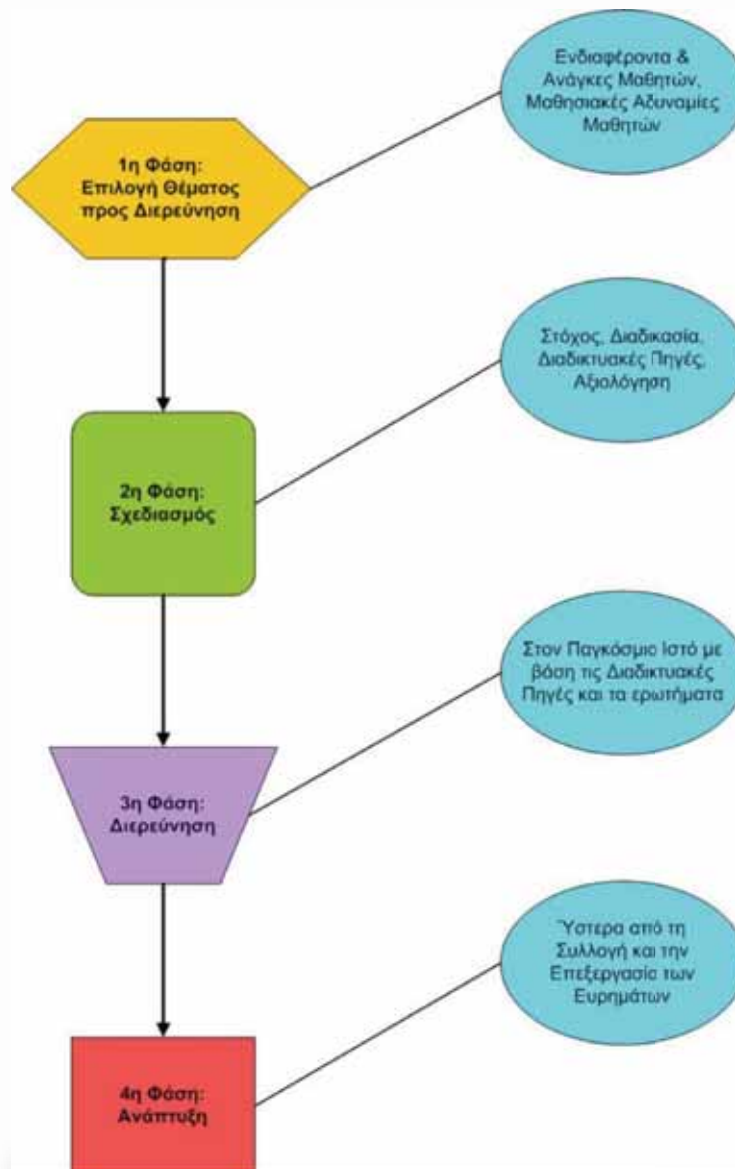 Ενδιαφέροντα &
Ανάγκες Μαθητών,
Μαθησιακές Αδυναμίες
Μαθητών
1η Φάση:
Επιλογή Θέματος
προς Διερεύνηση
Στόχος, Διαδικασία,
Διαδικτυακές Πηγές,
Αξιολόγηση
2η Φάση:
Σχεδιασμός
Στον Παγκόσμιο Ιστό με
βάση τις Διαδικτυακές
Πηγές και τα ερωτήματα
3η Φάση:
Διερεύνηση
Ύστερα από τη
Συλλογή και την
Επεξεργασία των
Ευρημάτων
4η Φάση:
Ανάπτυξη